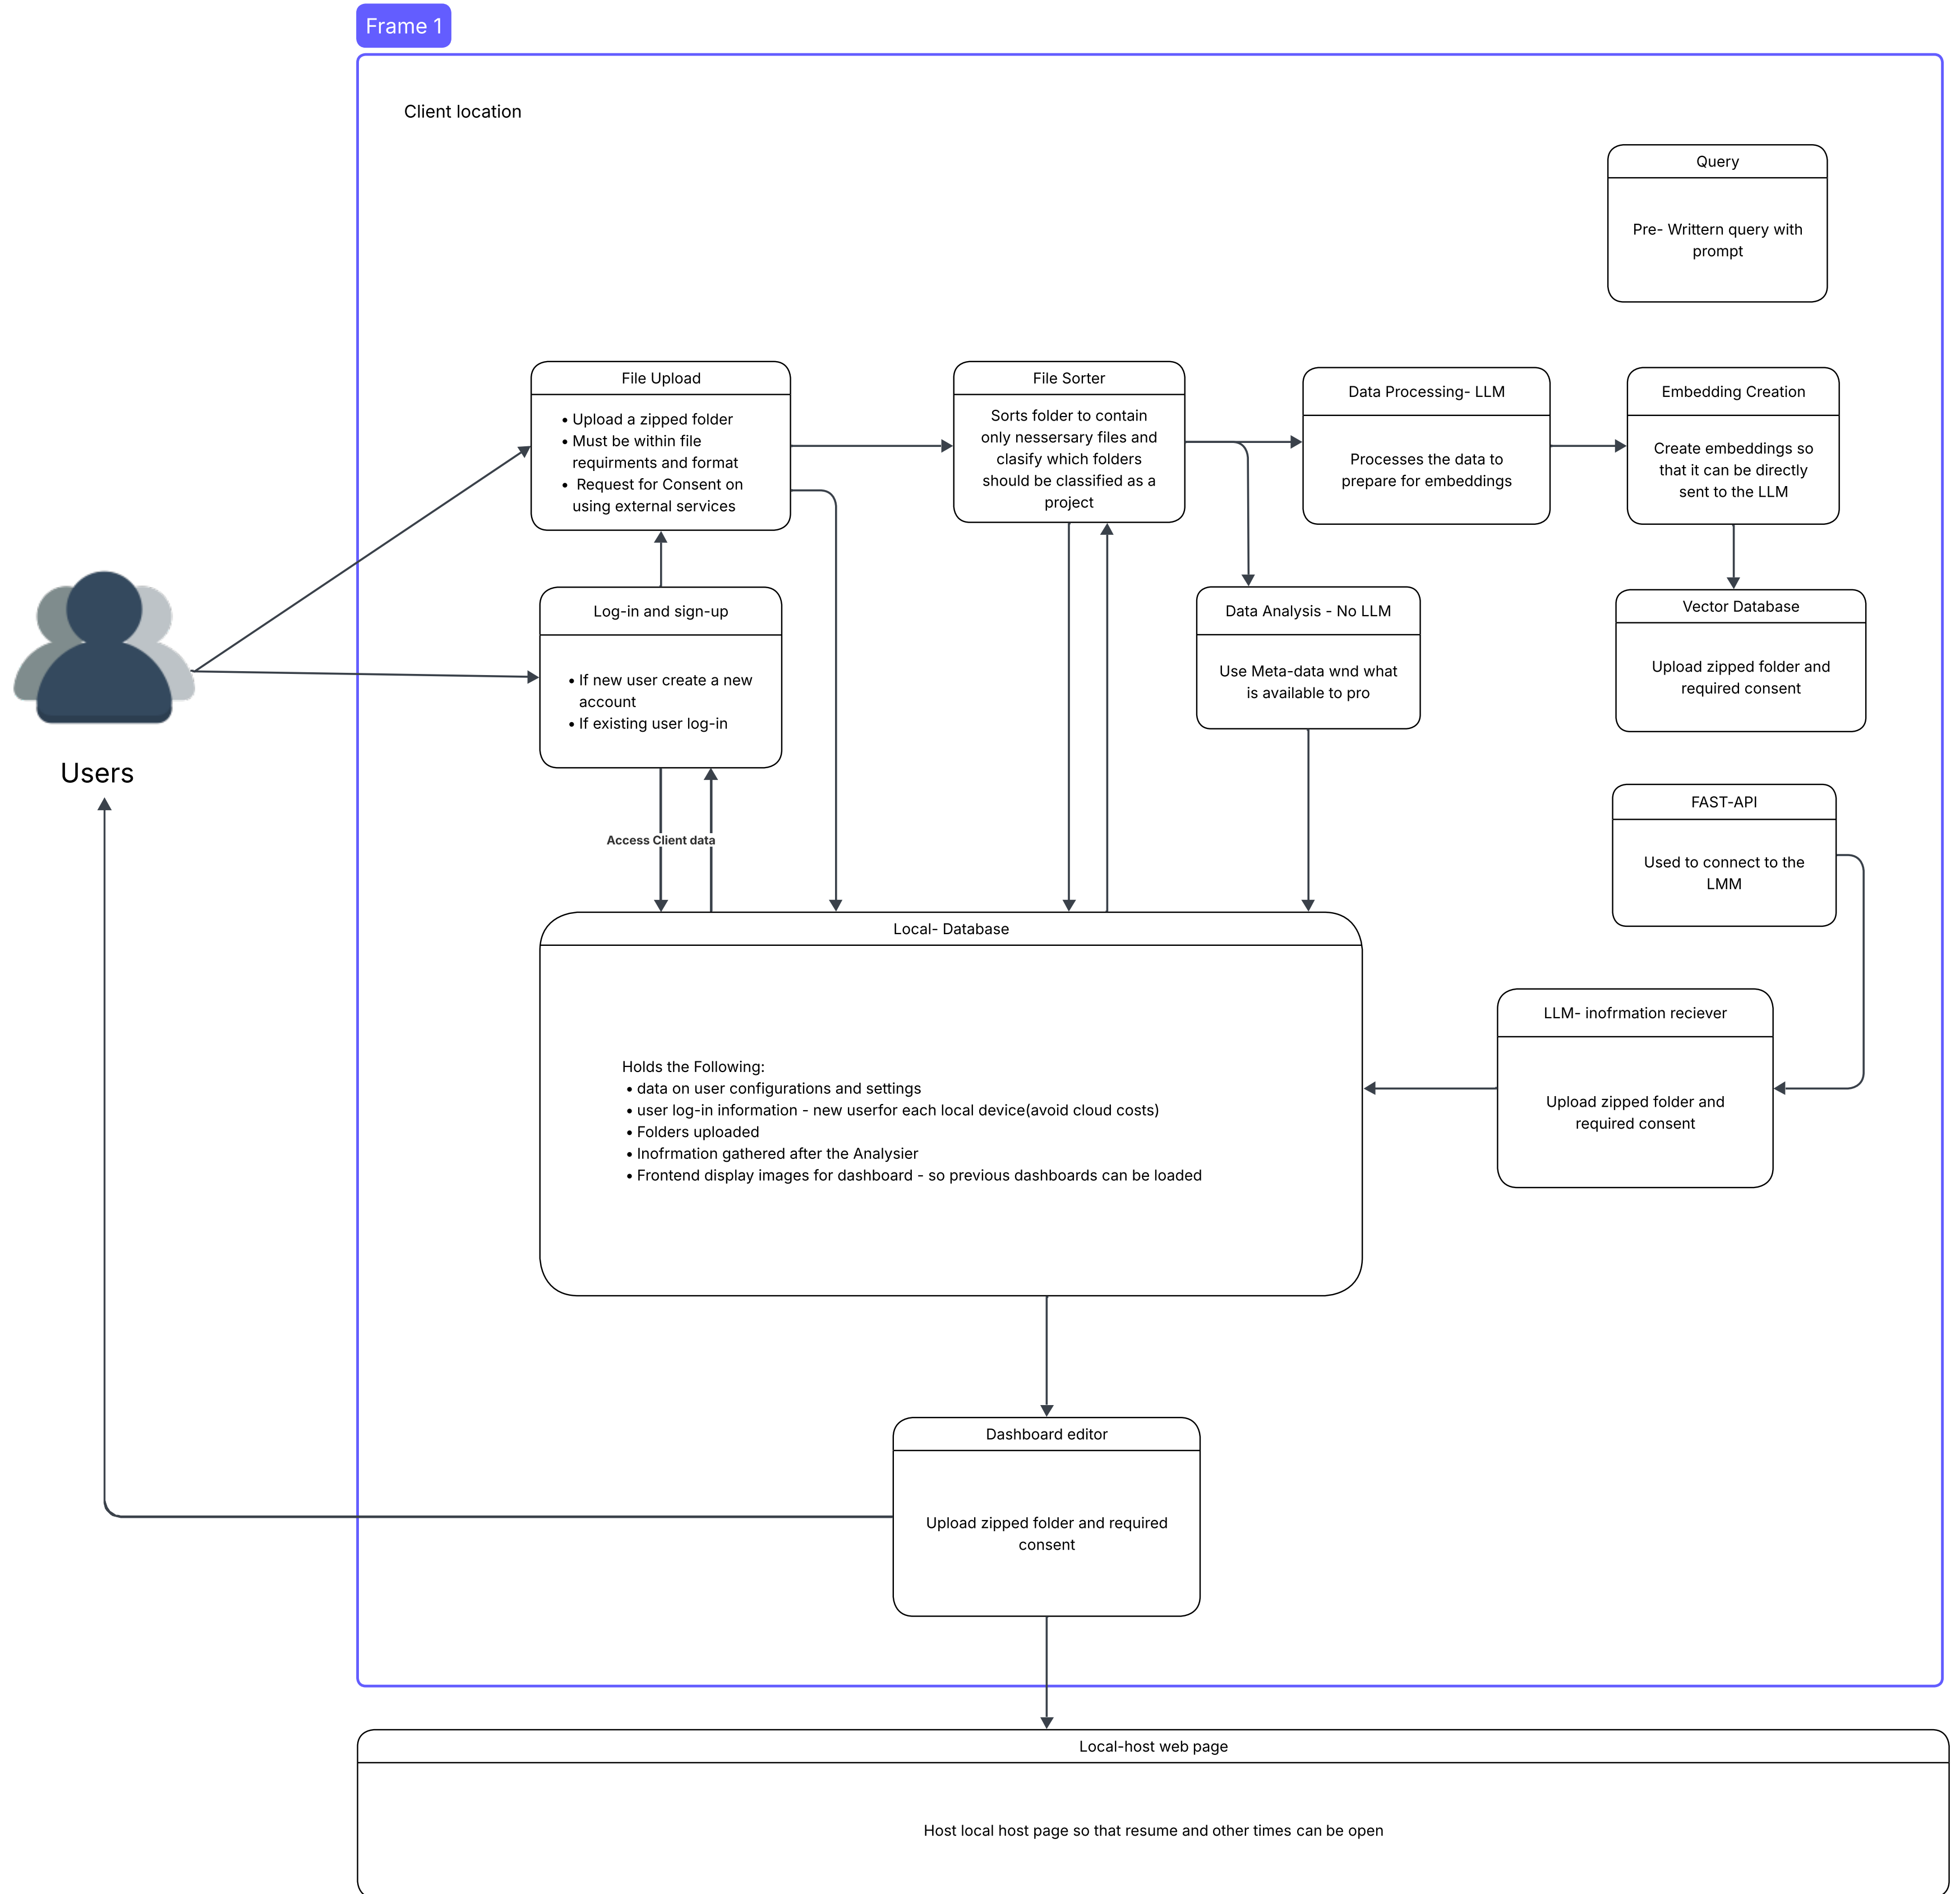 Frame 1
Client location
Query
Pre- Writtern query with
prompt
File Upload
• Upload a zipped folder
• Must be within file
requirments and format
• Request for Consent on
using external services
File Sorter
Sorts folder to contain
only nessersary files and
clasify which folders
should be classified as a
project
Data Processing- LLM
Processes the data to
prepare for embeddings
Embedding Creation
Create embeddings so
that it can be directly
sent to the LLM
Log-in and sign-up
• If new user create a new
account
• If existing user log-in
Data Analysis - No LLM
Use Meta-data wnd what
is available to pro
Vector Database
Upload zipped folder and
required consent
Users
FAST-API
Used to connect to the
LMM
Access Client data
Local- Database
Holds the Following:
• data on user configurations and settings
• user log-in information - new userfor each local device(avoid cloud costs)
• Folders uploaded
• Inofrmation gathered after the Analysier
• Frontend display images for dashboard - so previous dashboards can be loaded
LLM- inofrmation reciever
Upload zipped folder and
required consent
Dashboard editor
Upload zipped folder and required
consent
Local-host web page
Host local host page so that resume and other times can be open